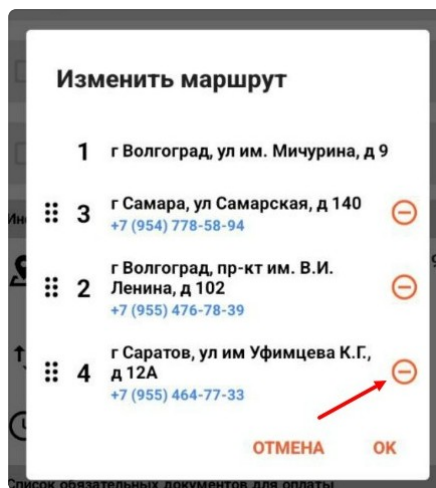 Изменить маршрут
1 г Волгоград, ул им. Мичурина, д 9
3 г Самара, ул Самарская, д 140
+7 (954) 778-58-94
2 г Волгоград, пр-кт им. В.И.
Ленина, д 102
+7 (955) 476-78-39
4 г Саратов, ул им Уфимцева К.Г.,
д 12А
+7 (955) 464-77-33
ОТМЕНА ОК
Список обязательных документов для оплаты